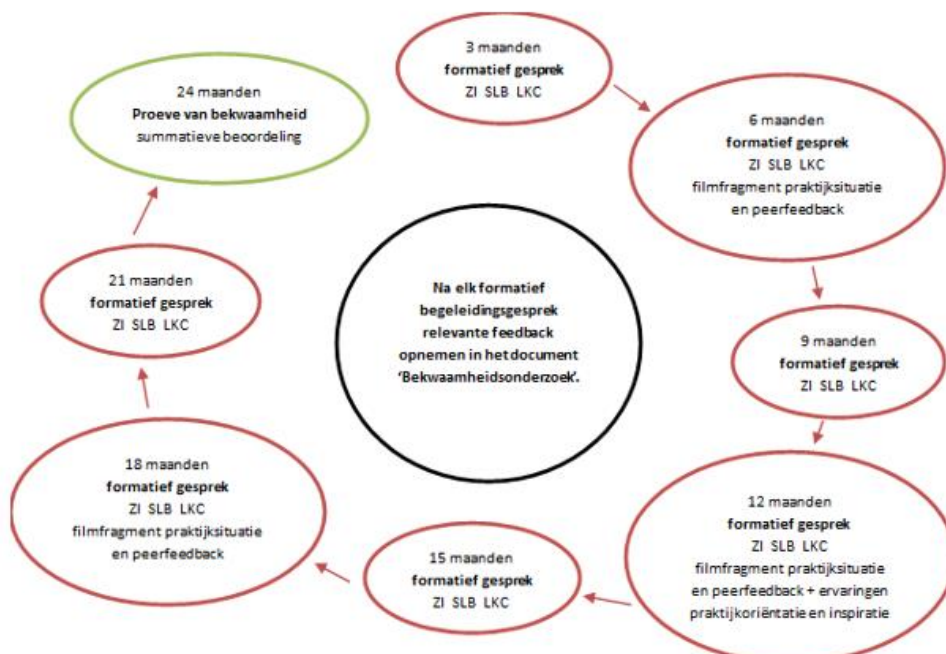 3 maanden
formatief gesprek
ZI SLB LKC
6 maanden
formatief gesprek
ZI SLB LKC
filmfragment praktijksituatie
en peerfeedback
9 maanden
formatief gesprek
ZI SLB LKC
12 maanden
formatief gesprek
ZI SLB LKC
filmfragment praktijksituatie
en peerfeedback + ervaringen
praktijkoriëntatie en inspiratie
15 maanden
formatief gesprek
ZI SLB LKC
18 maanden
formatief gesprek
ZI SLB LKC
filmfragment praktijksituatie
en peerfeedback
21 maanden
formatief gesprek
ZI SLB LKC
24 maanden
Proeve van bekwaamheid
summatieve beoordeling
Na elk formatief
begeleidingsgesprek
relevante feedback
opnemen in het document
‘Bekwaamheidsonderzoek’.